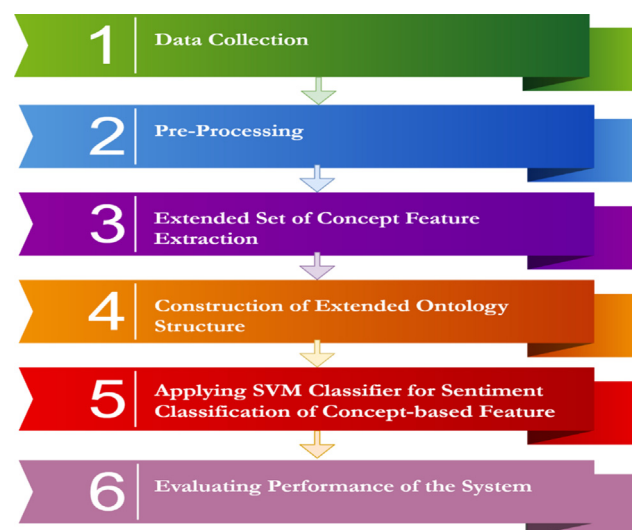 1
Data Collection
2
Pre-Processing
3
Extended Set of Concept Feature
Extraction
4
Construction of Extended Ontology
Structure
5
Applying SVM Classifier for Sentiment
Classification of Concept-based Feature
6
Evaluating Performance of the System